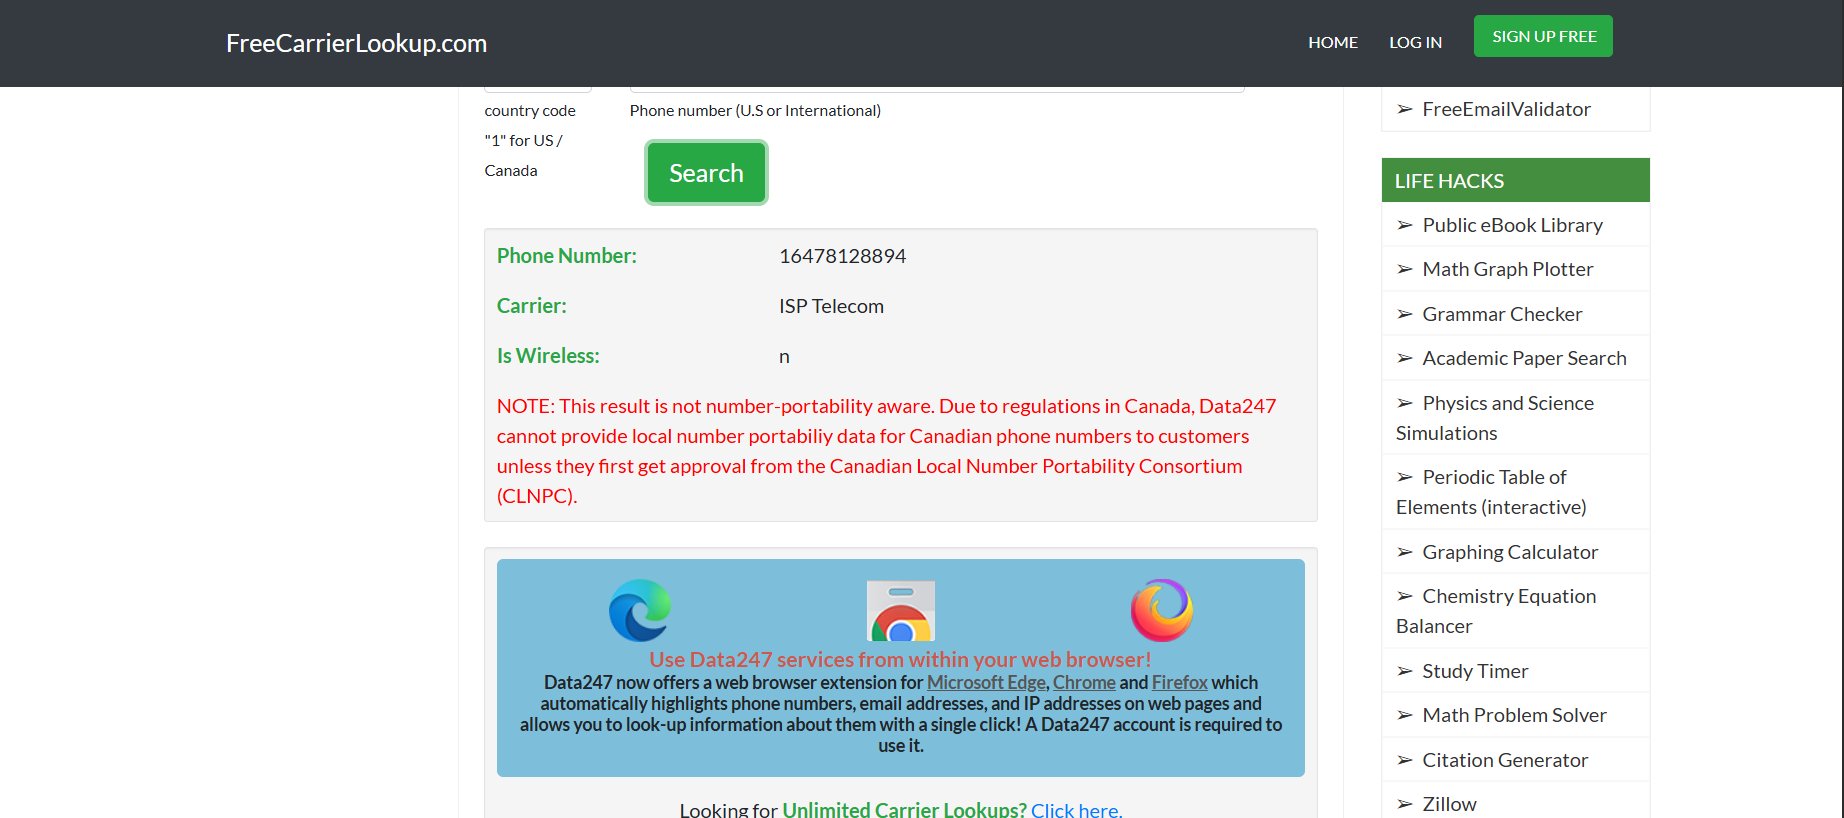 FreeCarrierLookup.com
HOME
LOG IN
SIGN UP FREE
country code
"1" for US /
Canada
Phone number (U.S or International)
Search
Phone Number:
16478128894
Carrier:
ISP Telecom
Is Wireless:
n
NOTE: This result is not number-portability aware. Due to regulations in Canada, Data247
cannot provide local number portabiliy data for Canadian phone numbers to customers
unless they first get approval from the Canadian Local Number Portability Consortium
(CLNPC).
Use Data247 services from within your web browser!
Data247 now offers a web browser extension for Microsoft Edge, Chrome and Firefox which
automatically highlights phone numbers, email addresses, and IP addresses on web pages and
allows you to look-up information about them with a single click! A Data247 account is required to
use it.
Looking for Unlimited Carrier Lookups? Click here.
➢ FreeEmailValidator
LIFE HACKS
➢ Public eBook Library
➢ Math Graph Plotter
➢ Grammar Checker
➢ Academic Paper Search
➢ Physics and Science
Simulations
➢ Periodic Table of
Elements (interactive)
➢ Graphing Calculator
➢ Chemistry Equation
Balancer
➢ Study Timer
➢ Math Problem Solver
➢ Citation Generator
➢ Zillow